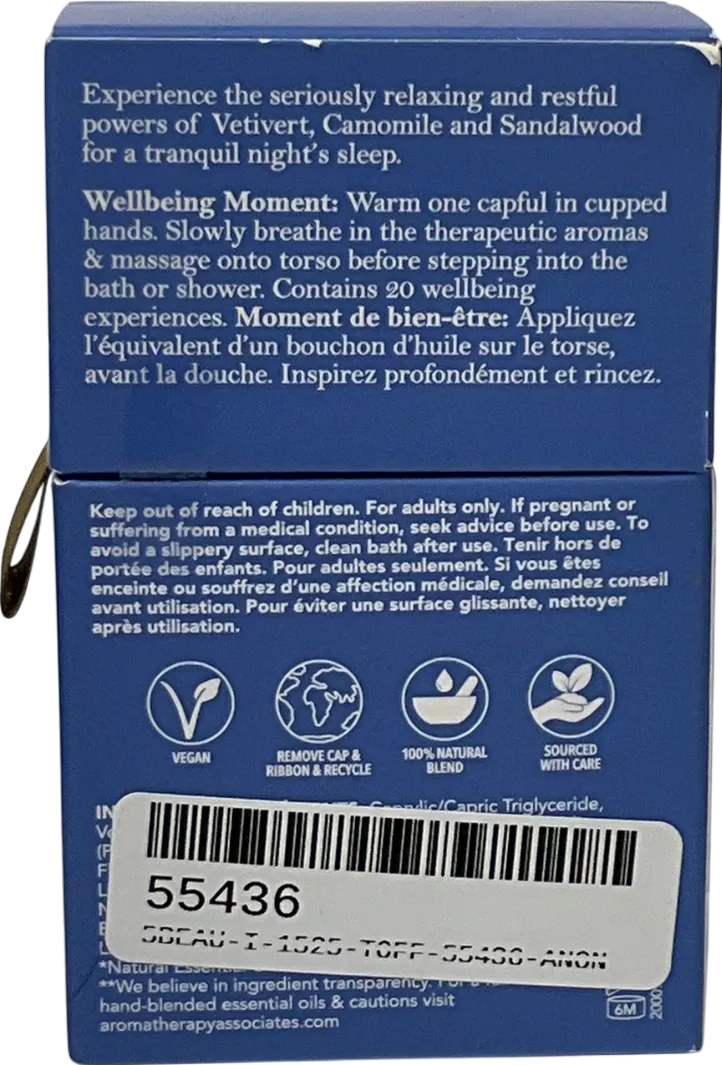 Experience the seriously relaxing and restful
powers of Vetivert, Camomile and Sandalwood
for a tranquil night's sleep.
Wellbeing Moment: Warm one capful in cupped
hands. Slowly breathe in the therapeutic aromas
& massage onto torso before stepping into the
bath or shower. Contains 20 wellbeing
experiences. Moment de bien-être: Appliquez
l'équivalent d'un bouchon d'huile sur le torse,
avant la douche. Inspirez profondément et rincez.
Keep out of reach of children. For adults only. If pregnant or
suffering from a medical condition, seek advice before use. To
avoid a slippery surface, clean bath after use. Tenir hors de
portée des enfants. Pour adultes seulement. Si vous êtes
enceinte ou souffrez d'une affection médicale, demandez conseil
avant utilisation. Pour éviter une surface glissante, nettoyer
après utilisation.
VEGAN
REMOVE CAP &
RIBBON & RECYCLE
100% NATURAL
BLEND
SOURCED
WITH CARE
Caprylic/Capric Triglyceride,
55436
5BEAU-I-1525-TOFF-55436-ANON
*Natural
**We believe in ingredient transparency.
hand-blended essential oils & cautions visit
aromatherapyassociates.com
6M
2000